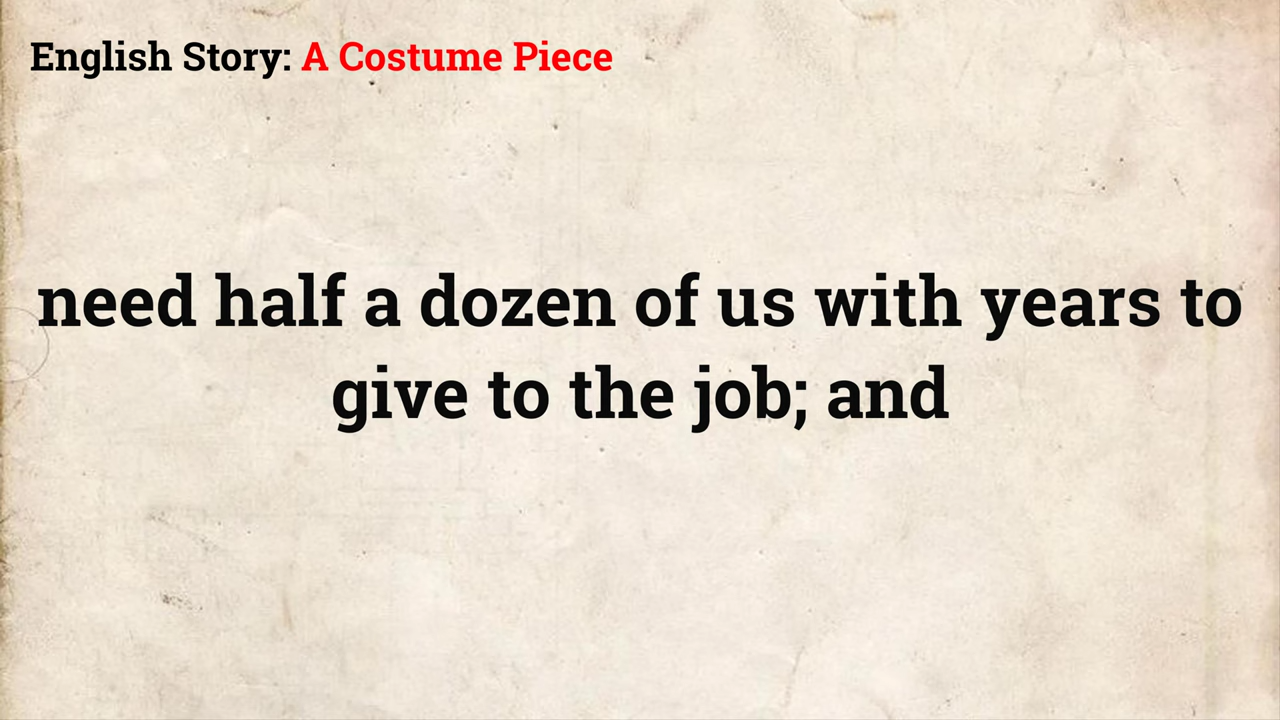 English Story: A Costume Piece
need half a dozen of us with years to
give to the job; and